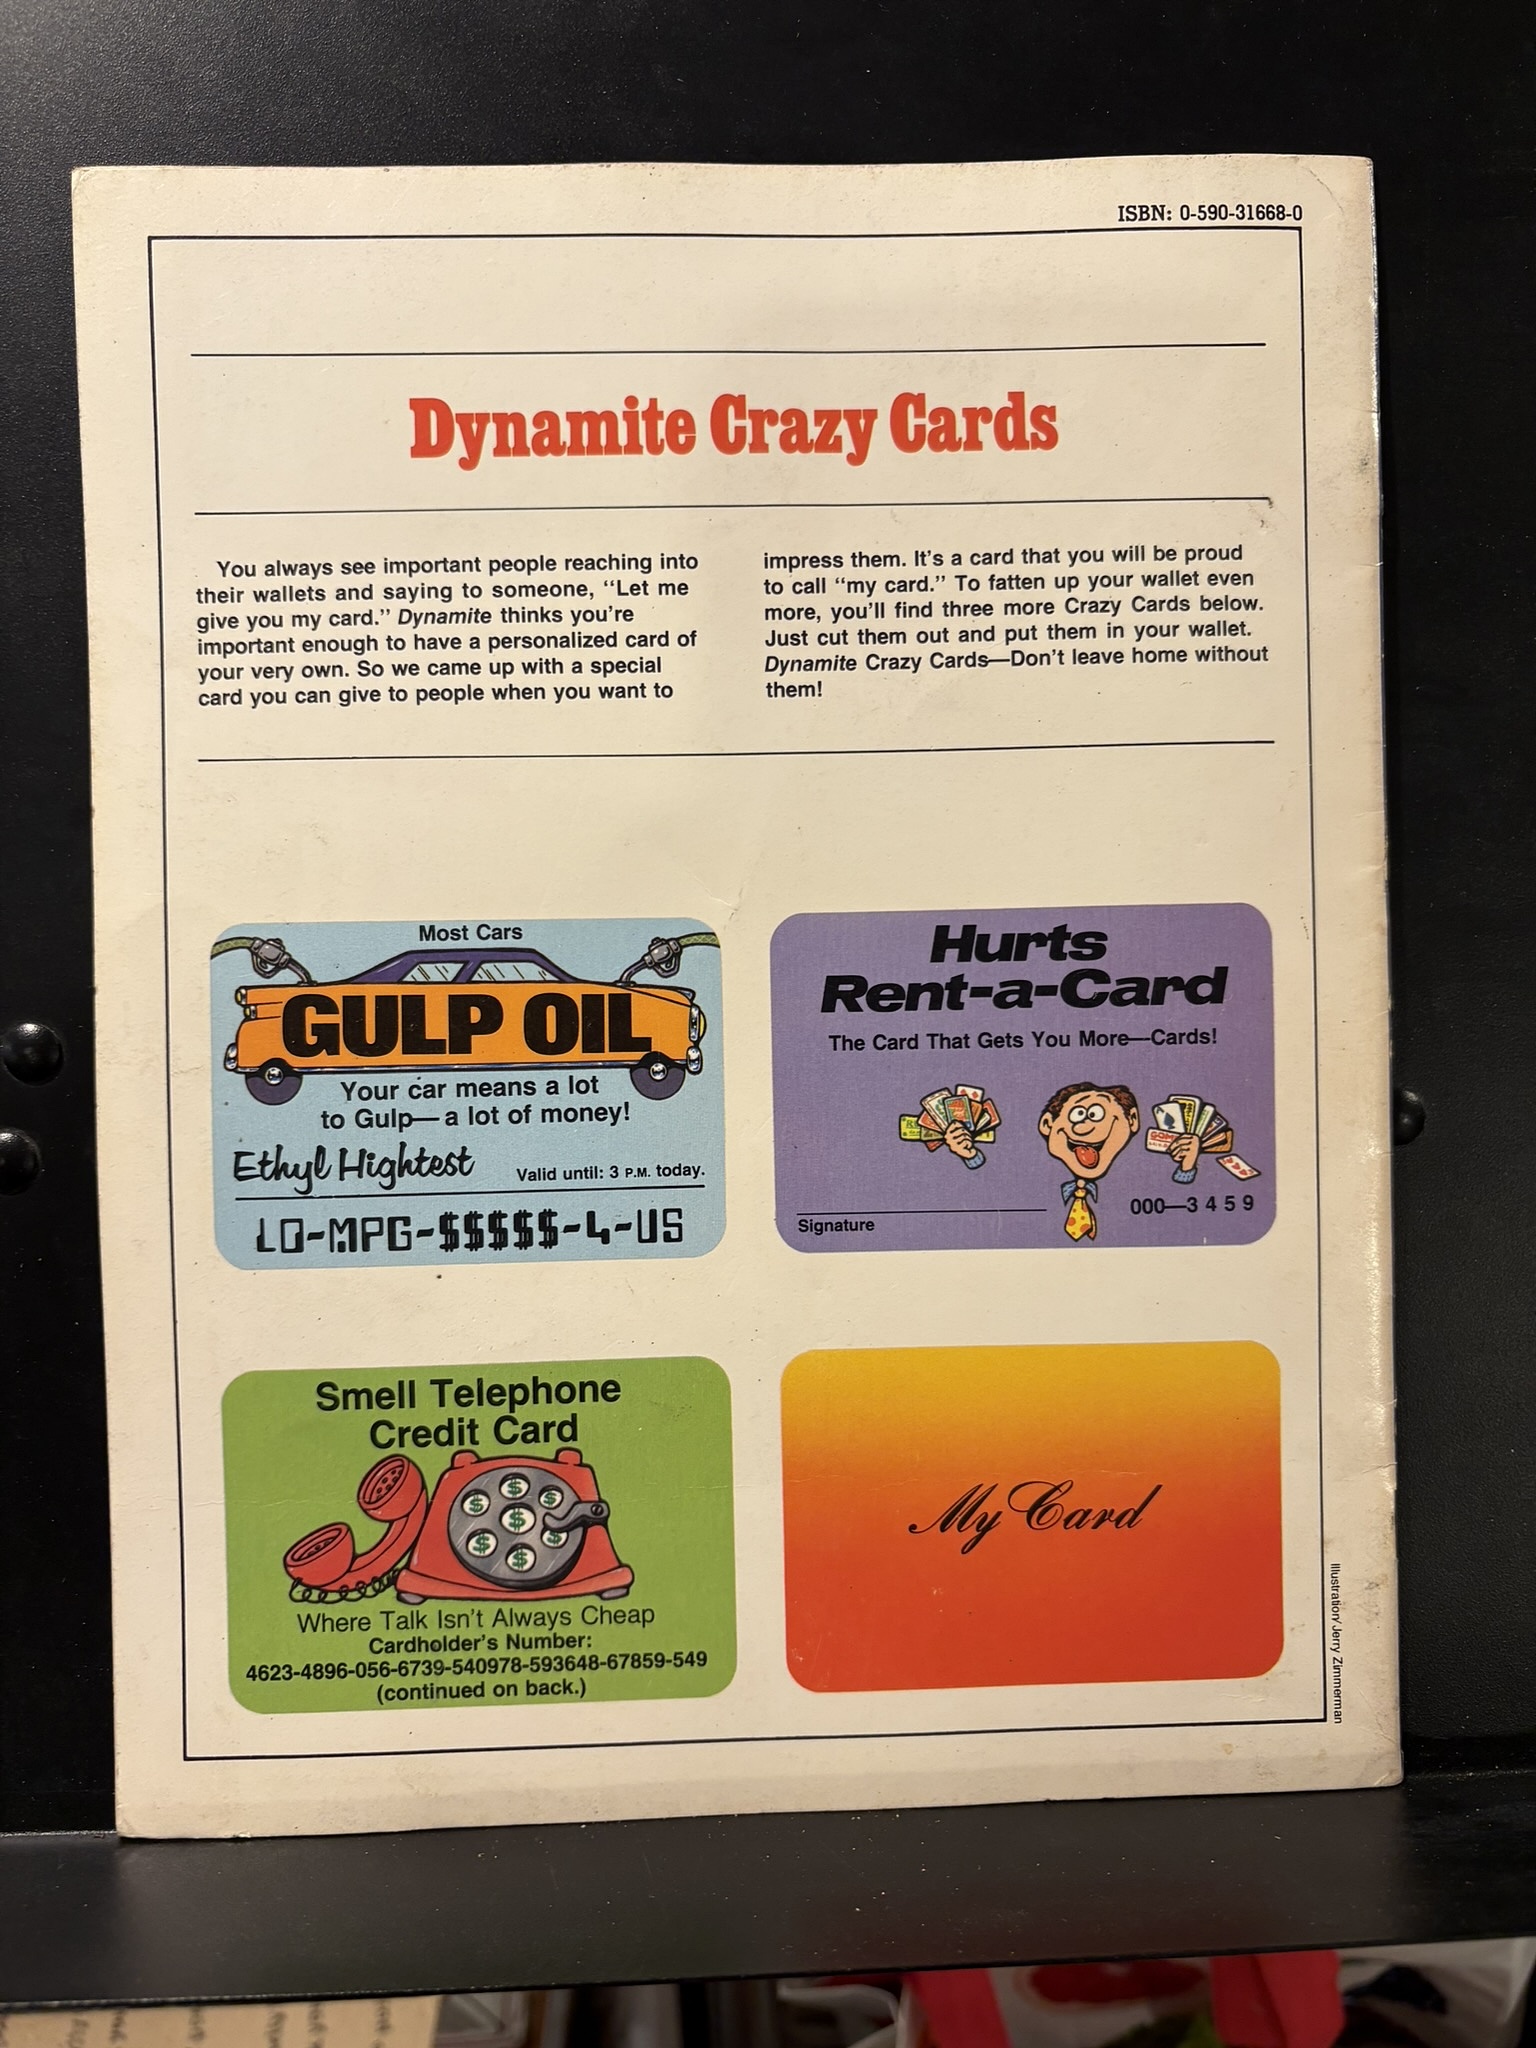 ISBN: 0-590-31668-0
Dynamite Crazy Cards
You always see important people reaching into
their wallets and saying to someone, “Let me
give you my card.” Dynamite thinks you’re
important enough to have a personalized card of
your very own. So we came up with a special
card you can give to people when you want to
impress them. It’s a card that you will be proud
to call “my card.” To fatten up your wallet even
more, you’ll find three more Crazy Cards below.
Just cut them out and put them in your wallet.
Dynamite Crazy Cards—Don’t leave home without
them!
Most Cars
GULP OIL
Your car means a lot
to Gulp—a lot of money!
Ethyl Hightest
Valid until: 3 P.M. today.
LO-MPG-$$$$$-4-US
Hurts
Rent-a-Card
The Card That Gets You More—Cards!
000—3 4 5 9
Signature
Smell Telephone
Credit Card
$ $ $
$
$ $ $
Where Talk Isn’t Always Cheap
Cardholder’s Number:
4623-4896-056-6739-540978-593648-67859-549
(continued on back.)
My Card
Illustration/Jerry Zimmerman